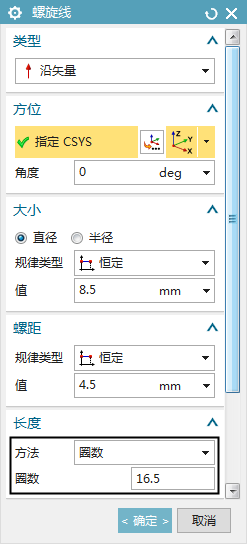 螺旋线
类型
沿矢量
方位
指定 CSYS
角度 0 deg
大小
直径 半径
规律类型 恒定
值 8.5 mm
螺距
规律类型 恒定
值 4.5 mm
长度
方法 圈数
圈数 16.5
< 确定 > 取消